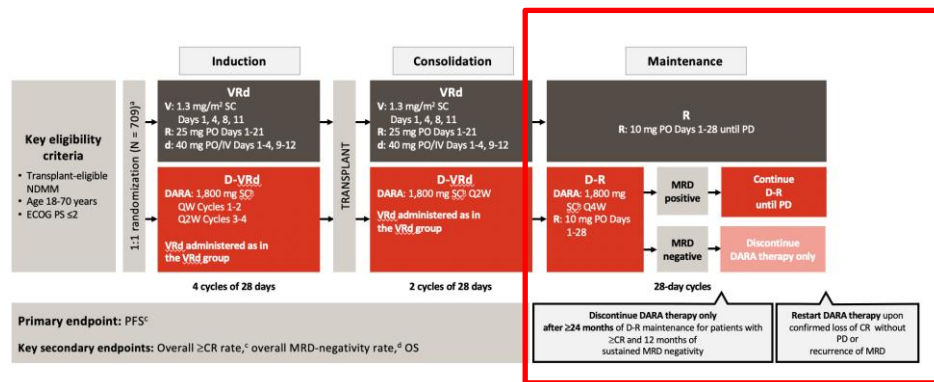 Induction
Consolidation
Maintenance
Key eligibility
criteria
• Transplant-eligible
NDMM
• Age 18-70 years
• ECOG PS ≤2
1:1 randomization (N = 709)ᵃ
VRd
V: 1.3 mg/m² SC
Days 1, 4, 8, 11
R: 25 mg PO Days 1-21
d: 40 mg PO/IV Days 1-4, 9-12
D-VRd
DARA: 1,800 mg SCᵇ
QW Cycles 1-2
Q2W Cycles 3-4
VRd administered as in
the VRd group
4 cycles of 28 days
TRANSPLANT
VRd
V: 1.3 mg/m² SC
Days 1, 4, 8, 11
R: 25 mg PO Days 1-21
d: 40 mg PO/IV Days 1-4, 9-12
D-VRd
DARA: 1,800 mg SCᵇ Q2W
VRd administered as in
the VRd group
2 cycles of 28 days
R
R: 10 mg PO Days 1-28 until PD
D-R
DARA: 1,800
mg
SCᵇ Q4W
R: 10 mg PO Days
1-28
MRD
positive
Continue
D-R
until PD
MRD
negative
Discontinue
DARA therapy only
28-day cycles
Discontinue DARA therapy only
after ≥24 months of D-R maintenance for patients with
≥CR and 12 months of
sustained MRD negativity
Restart DARA therapy upon
confirmed loss of CR without
PD or
recurrence of MRD
Primary endpoint: PFSᶜ
Key secondary endpoints: Overall ≥CR rate,ᶜ overall MRD-negativity rate,ᵈ OS